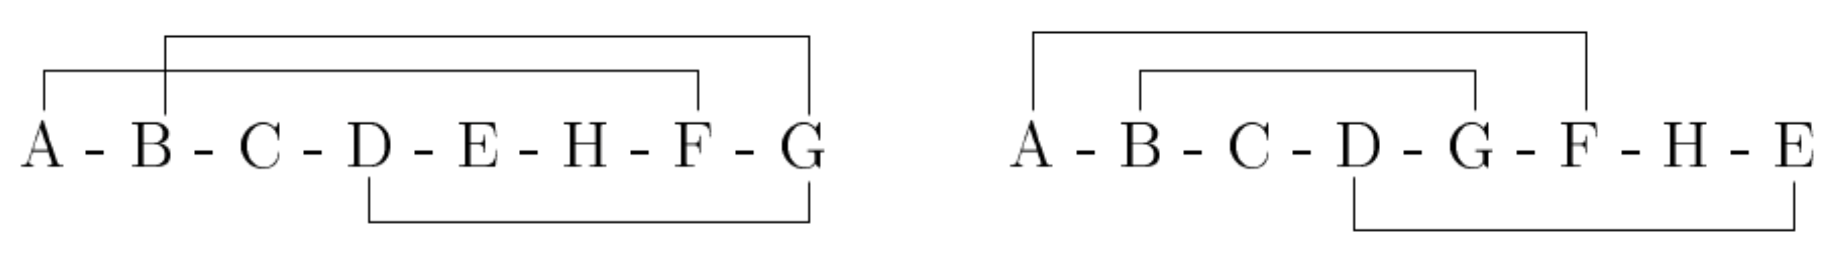 A - B - C - D - E - H - F - G
A - B - C - D - G - F - H - E